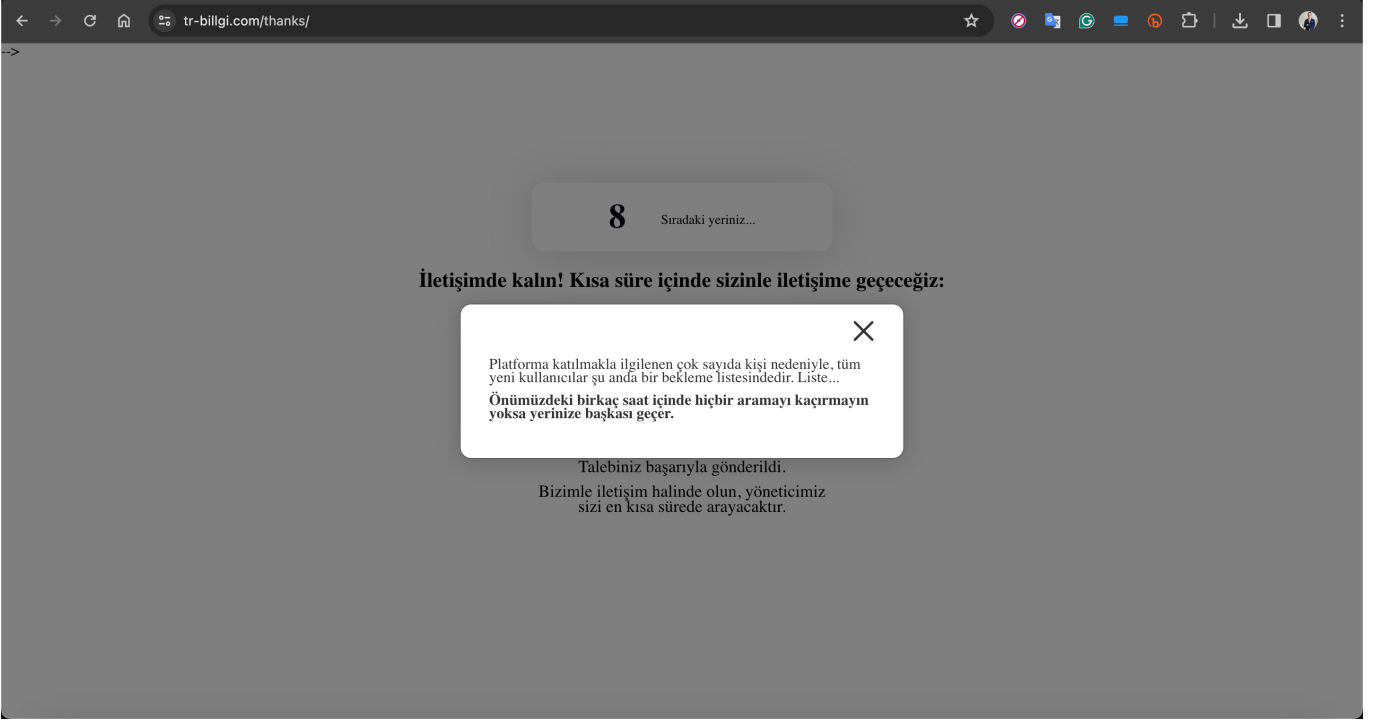 tr-billgi.com/thanks/
-->
8 Sıradaki yeriniz...
İletişimde kalın! Kısa süre içinde sizinle iletişime geçeceğiz:
Platforma katılmakla ilgilenen çok sayıda kişi nedeniyle, tüm
yeni kullanıcılar şu anda bir bekleme listesindedir. Liste...
Önümüzdeki birkaç saat içinde hiçbir aramayı kaçırmayın
yoksa yerinize başkası geçer.
Talebiniz başarıyla gönderildi.
Bizimle iletişim halinde olun, yöneticimiz
sizi en kısa sürede arayacaktır.